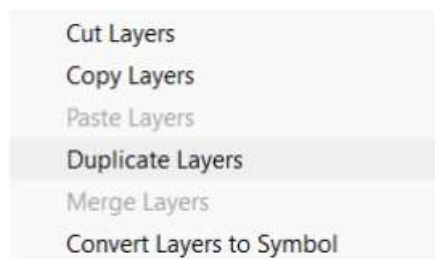 Cut Layers
Copy Layers
Paste Layers
Duplicate Layers
Merge Layers
Convert Layers to Symbol